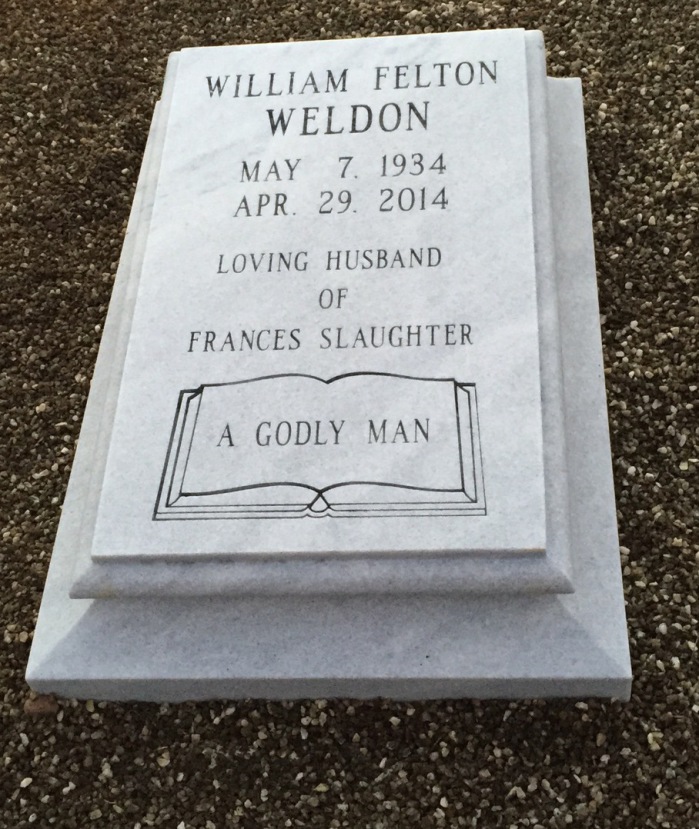 WILLIAM FELTON
WELDON
MAY 7. 1934
APR. 29. 2014
LOVING HUSBAND
OF
FRANCES SLAUGHTER
A GODLY MAN